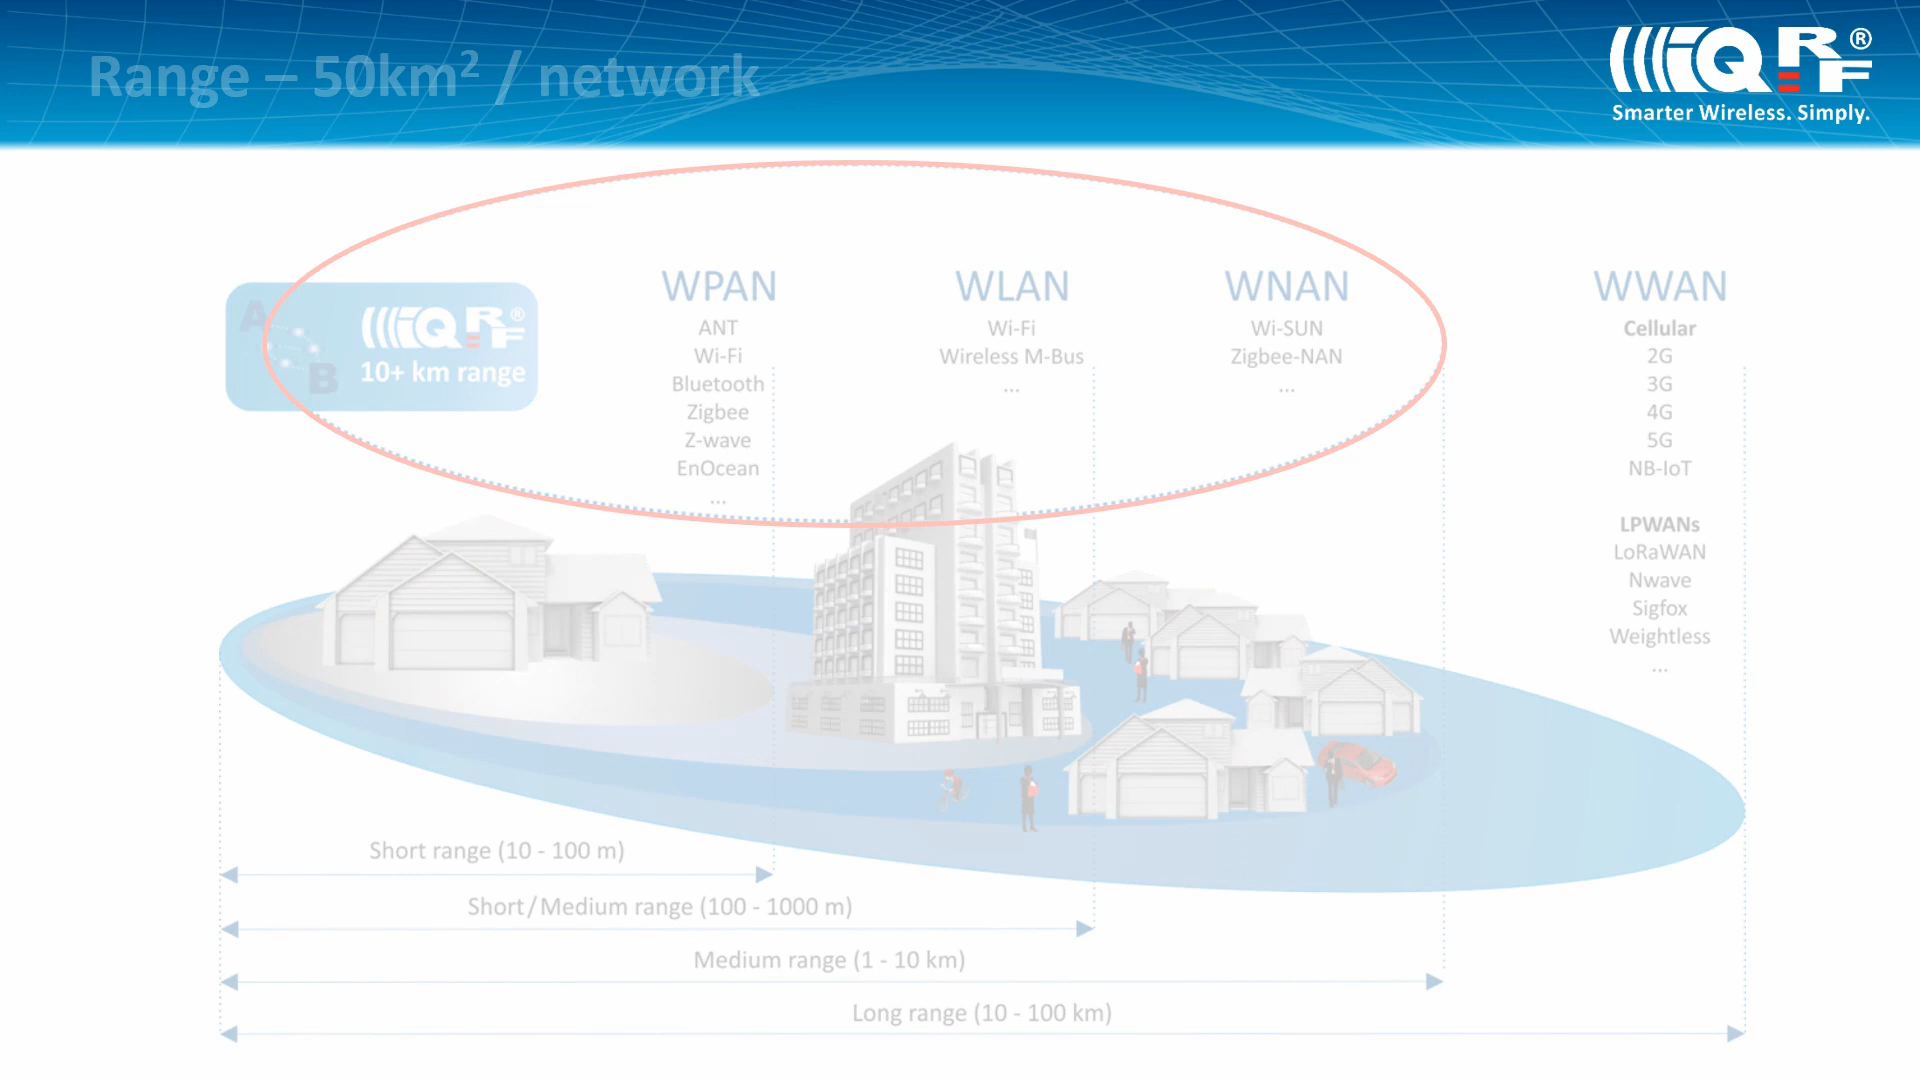 Range – 50km² / network
IQRF®
Smarter Wireless. Simply.
A
B
IQRF®
10+ km range
WPAN
ANT
Wi-Fi
Bluetooth
Zigbee
Z-wave
EnOcean
...
WLAN
Wi-Fi
Wireless M-Bus
...
WNAN
Wi-SUN
Zigbee-NAN
...
WWAN
Cellular
2G
3G
4G
5G
NB-IoT
LPWANs
LoRaWAN
Nwave
Sigfox
Weightless
...
Short range (10 - 100 m)
Short / Medium range (100 - 1000 m)
Medium range (1 - 10 km)
Long range (10 - 100 km)